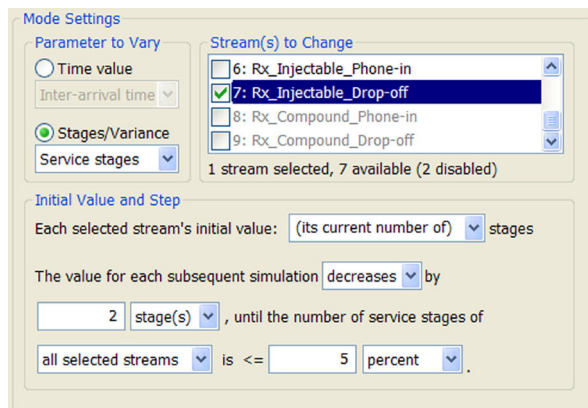 Mode Settings
Parameter to Vary
Time value
Inter-arrival time
Stages/Variance
Service stages
Stream(s) to Change
6: Rx_Injectable_Phone-in
7: Rx_Injectable_Drop-off
8: Rx_Compound_Phone-in
9: Rx_Compound_Drop-off
1 stream selected, 7 available (2 disabled)
Initial Value and Step
Each selected stream's initial value: (its current number of) stages
The value for each subsequent simulation decreases by
2 stage(s) , until the number of service stages of
all selected streams is <= 5 percent .